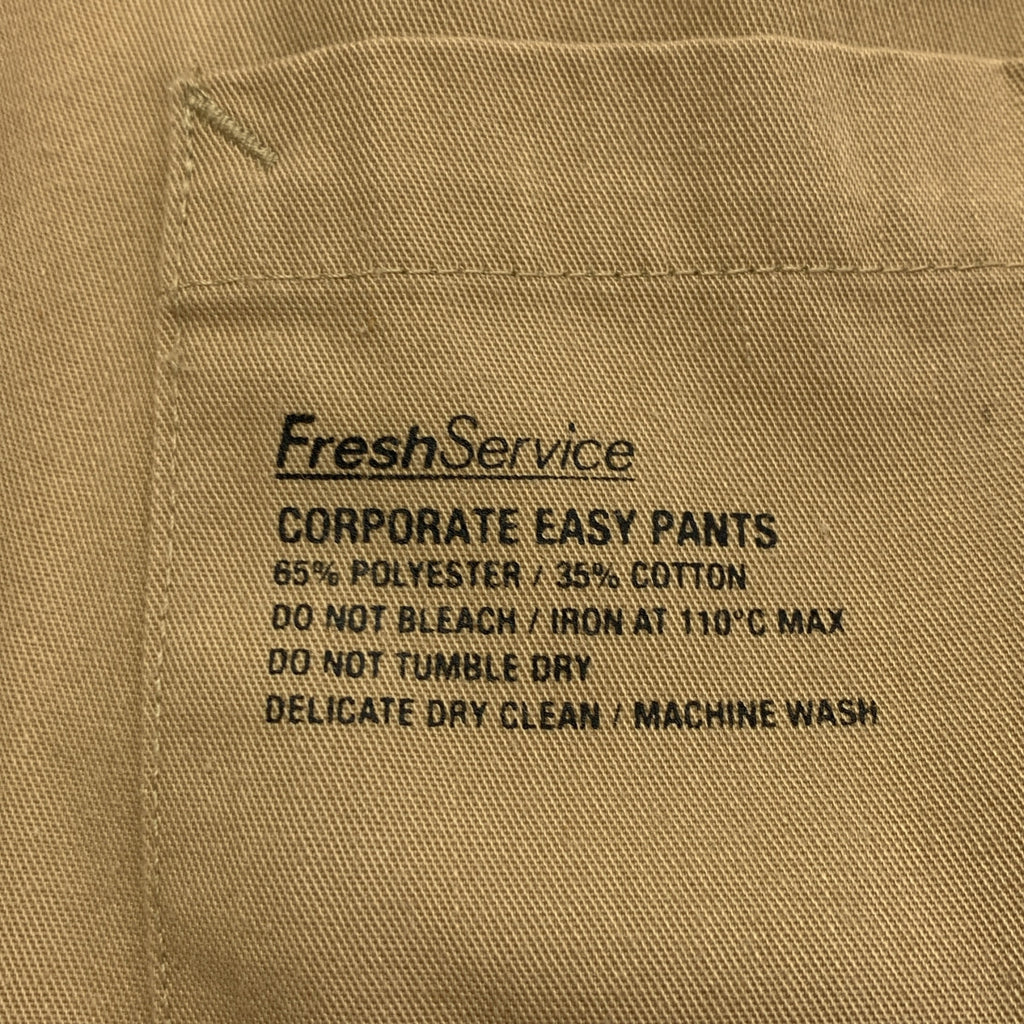 FreshService
CORPORATE EASY PANTS
65% POLYESTER / 35% COTTON
DO NOT BLEACH / IRON AT 110°C MAX
DO NOT TUMBLE DRY
DELICATE DRY CLEAN / MACHINE WASH